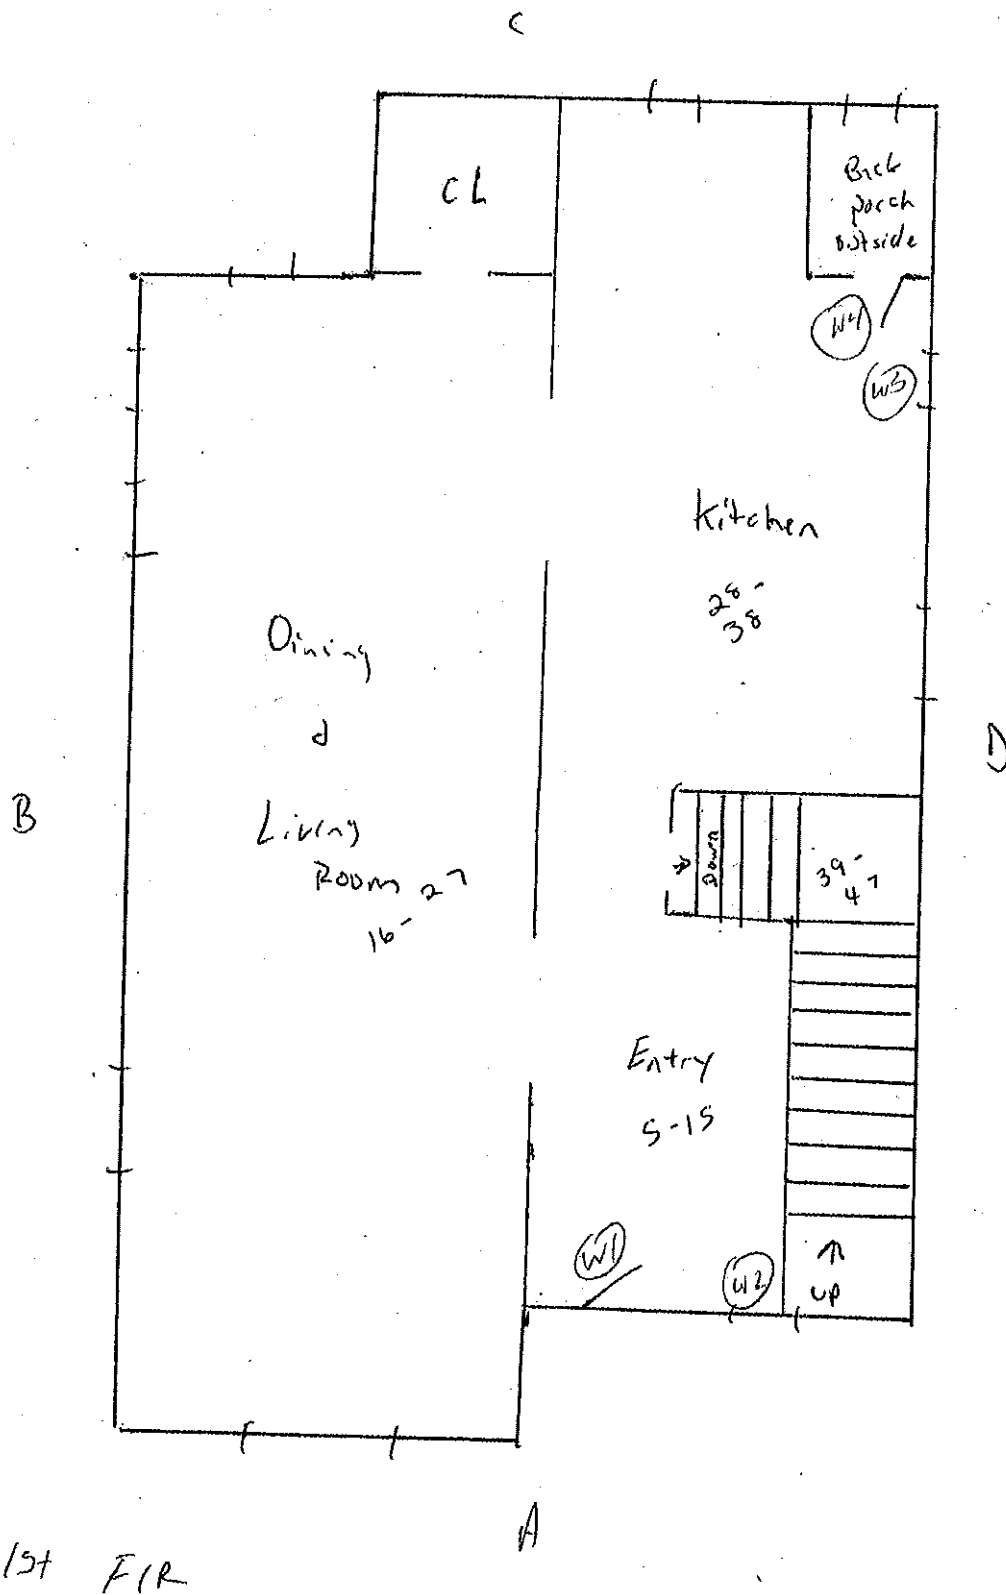 C
CL
Back
porch
outside
W4
W3
Kitchen
28-
38
Dining
&
Living
Room
16-27
B
D
Down
39-
47
Entry
5-15
W1
W2
↑
UP
A
1st FLR